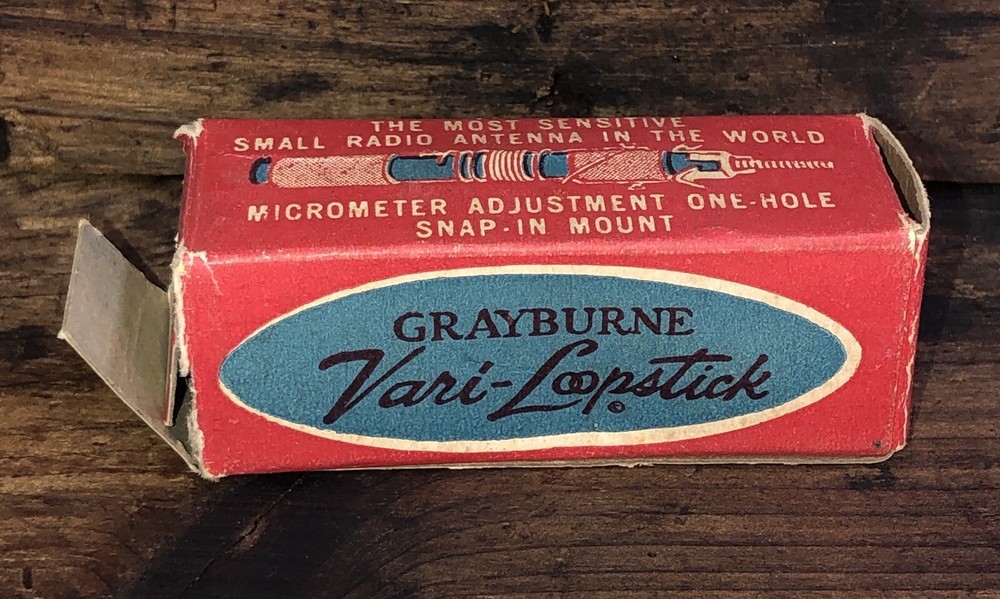 THE MOST SENSITIVE
SMALL RADIO ANTENNA IN THE WORLD
MICROMETER ADJUSTMENT ONE-HOLE
SNAP-IN MOUNT
GRAYBURNE
Vari-Loopstick